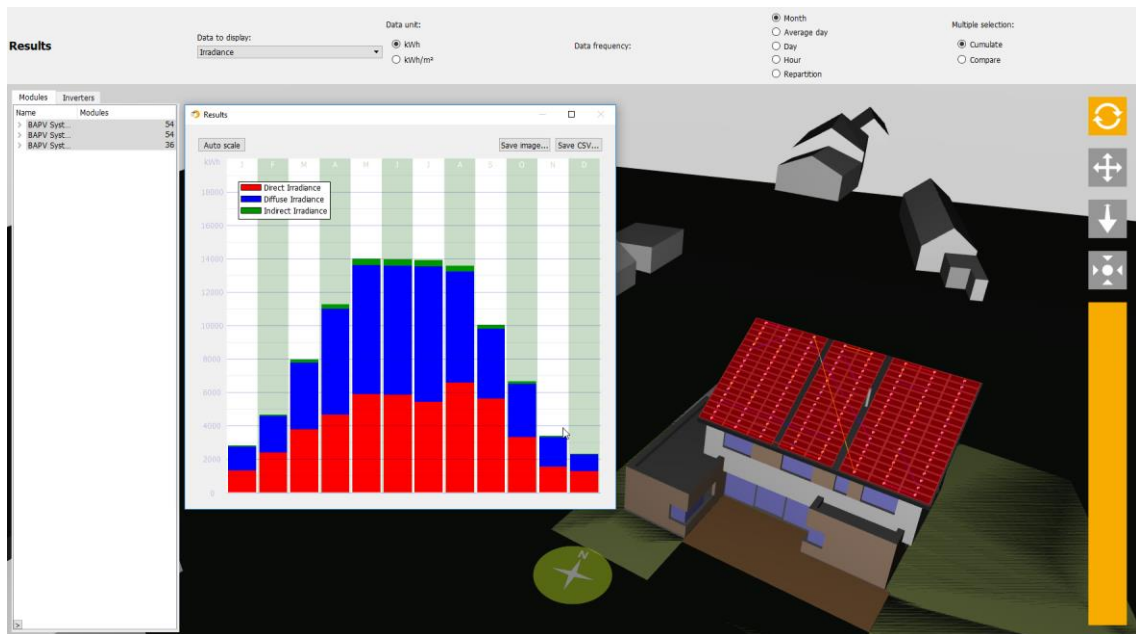 Results
Data to display:
Irradiance
Data unit:
kWh
kWh/m²
Data frequency:
Month
Average day
Day
Hour
Repartition
Multiple selection:
Cumulate
Compare
Modules Inverters
Name Modules
> BAPV Syst... 54
> BAPV Syst... 54
> BAPV Syst... 36
Results
Auto scale Save image... Save CSV...
kWh J F M A M J J A S O N D
Direct Irradiance
Diffuse Irradiance
Indirect Irradiance
18000
16000
14000
12000
10000
8000
6000
4000
2000
0
N